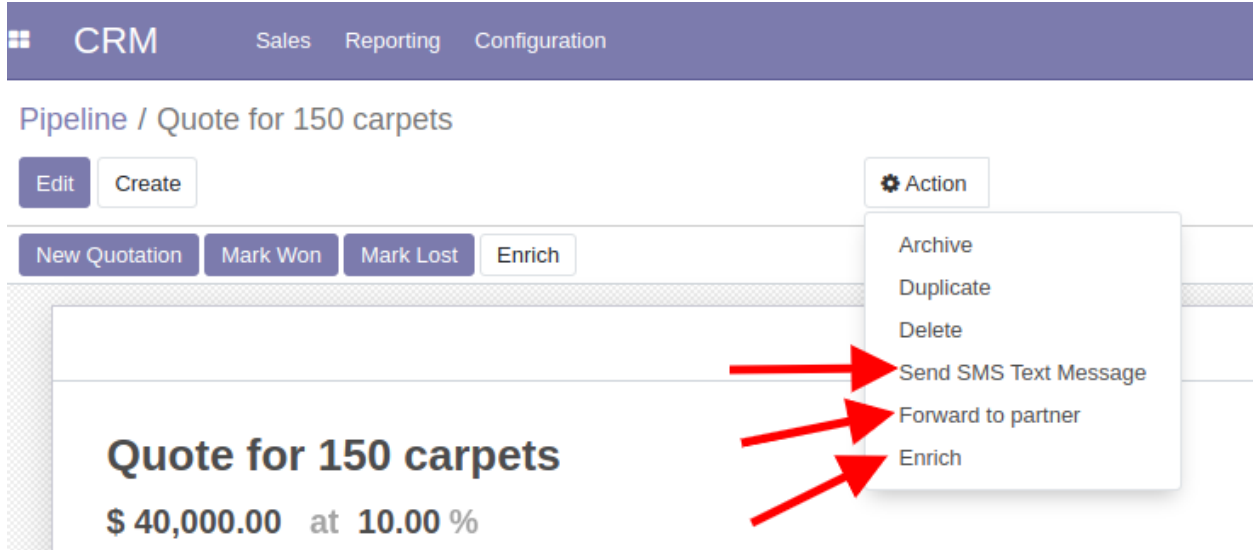 CRM Sales Reporting Configuration
Pipeline / Quote for 150 carpets
Edit Create Action
New Quotation Mark Won Mark Lost Enrich
Archive
Duplicate
Delete
Send SMS Text Message
Forward to partner
Enrich
Quote for 150 carpets
$ 40,000.00 at 10.00 %